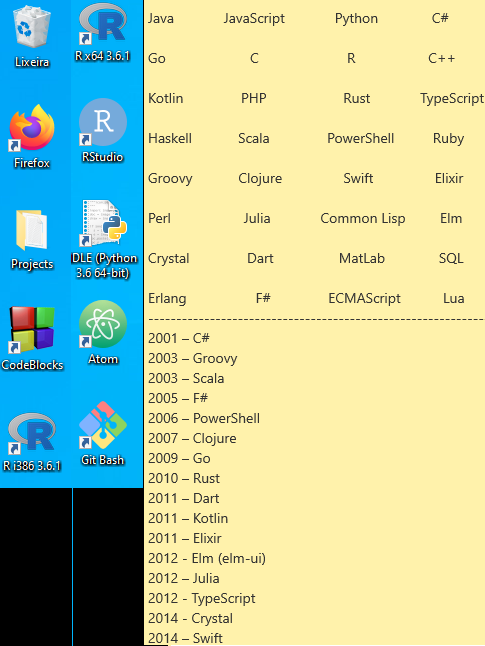 Lixeira
R x64 3.6.1
Firefox
RStudio
Projects
DLE (Python
3.6 64-bit)
CodeBlocks
Atom
R i386 3.6.1
Git Bash
Java JavaScript Python C#
Go C R C++
Kotlin PHP Rust TypeScript
Haskell Scala PowerShell Ruby
Groovy Clojure Swift Elixir
Perl Julia Common Lisp Elm
Crystal Dart MatLab SQL
Erlang F# ECMAScript Lua
2001 – C#
2003 – Groovy
2003 – Scala
2005 – F#
2006 – PowerShell
2007 – Clojure
2009 – Go
2010 – Rust
2011 – Dart
2011 – Kotlin
2011 – Elixir
2012 - Elm (elm-ui)
2012 – Julia
2012 - TypeScript
2014 - Crystal
2014 – Swift